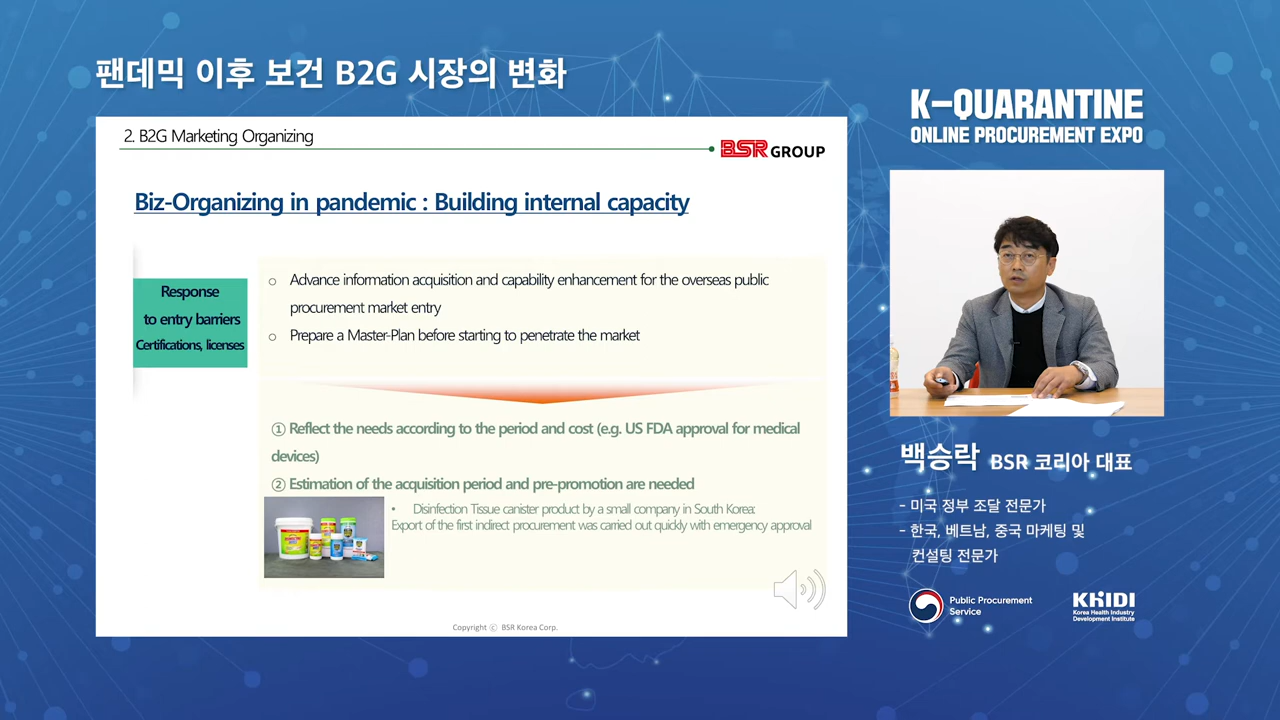 팬데믹 이후 보건 B2G 시장의 변화
K-QUARANTINE
ONLINE PROCUREMENT EXPO
2. B2G Marketing Organizing
BSR GROUP
Biz-Organizing in pandemic : Building internal capacity
Response
to entry barriers
Certifications, licenses
○ Advance information acquisition and capability enhancement for the overseas public
procurement market entry
○ Prepare a Master-Plan before starting to penetrate the market
① Reflect the needs according to the period and cost (e.g. US FDA approval for medical
devices)
② Estimation of the acquisition period and pre-promotion are needed
• Disinfection Tissue canister product by a small company in South Korea:
Export of the first indirect procurement was carried out quickly with emergency approval
Copyright ⓒ BSR Korea Corp.
백승락 BSR 코리아 대표
- 미국 정부 조달 전문가
- 한국, 베트남, 중국 마케팅 및
컨설팅 전문가
Public Procurement
Service
KHIDI
Korea Health Industry
Development Institute